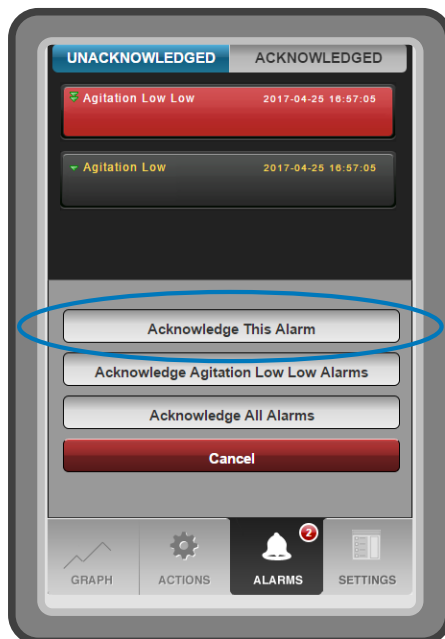 UNACKNOWLEDGED ACKNOWLEDGED
Agitation Low Low 2017-04-25 16:57:05
Agitation Low 2017-04-25 16:57:05
Acknowledge This Alarm
Acknowledge Agitation Low Low Alarms
Acknowledge All Alarms
Cancel
2
GRAPH ACTIONS ALARMS SETTINGS